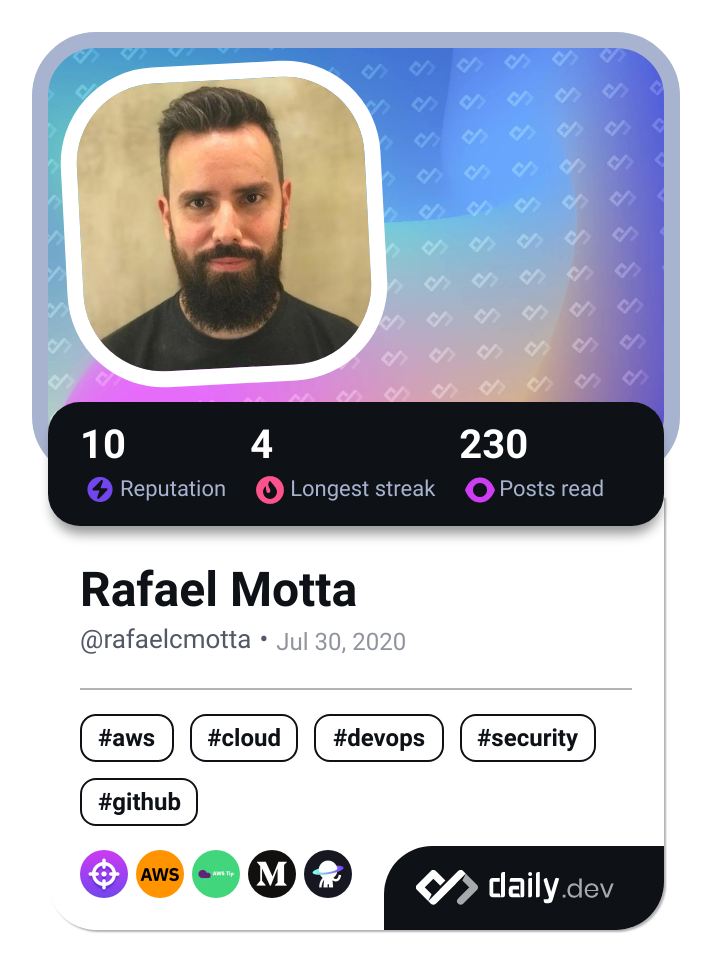 10 4 230
Reputation Longest streak Posts read
Rafael Motta
@rafaelcmotta • Jul 30, 2020
#aws #cloud #devops #security
#github
AWS AWS Tip M
daily.dev